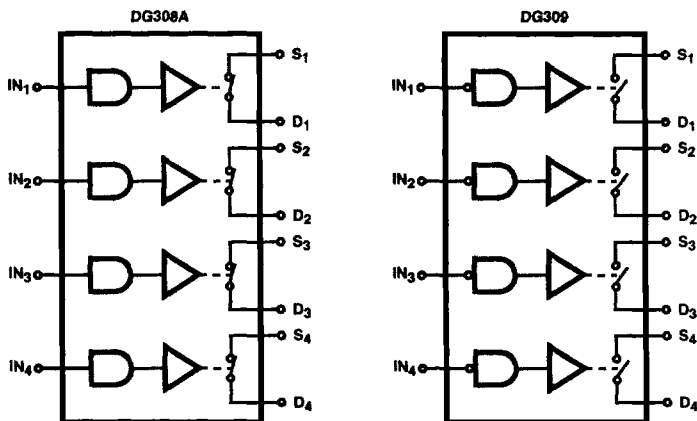 DG308A
S1
IN1
D1
S2
IN2
D2
S3
IN3
D3
S4
IN4
D4
DG309
S1
IN1
D1
S2
IN2
D2
S3
IN3
D3
S4
IN4
D4